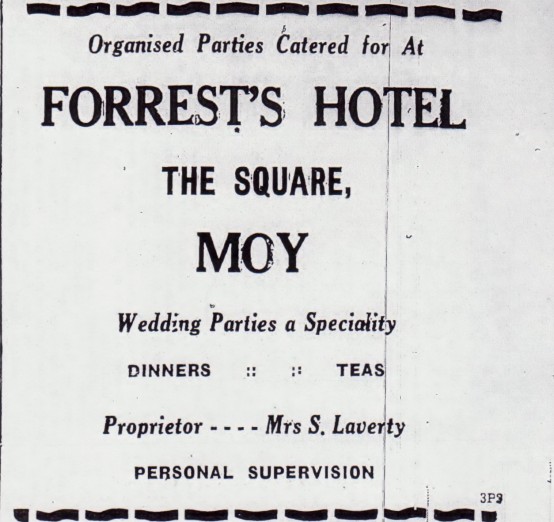 Organised Parties Catered for At
FORREST'S HOTEL
THE SQUARE,
MOY
Wedding Parties a Speciality
DINNERS :: :: TEAS
Proprietor - - - - Mrs S. Laverty
PERSONAL SUPERVISION
3P9